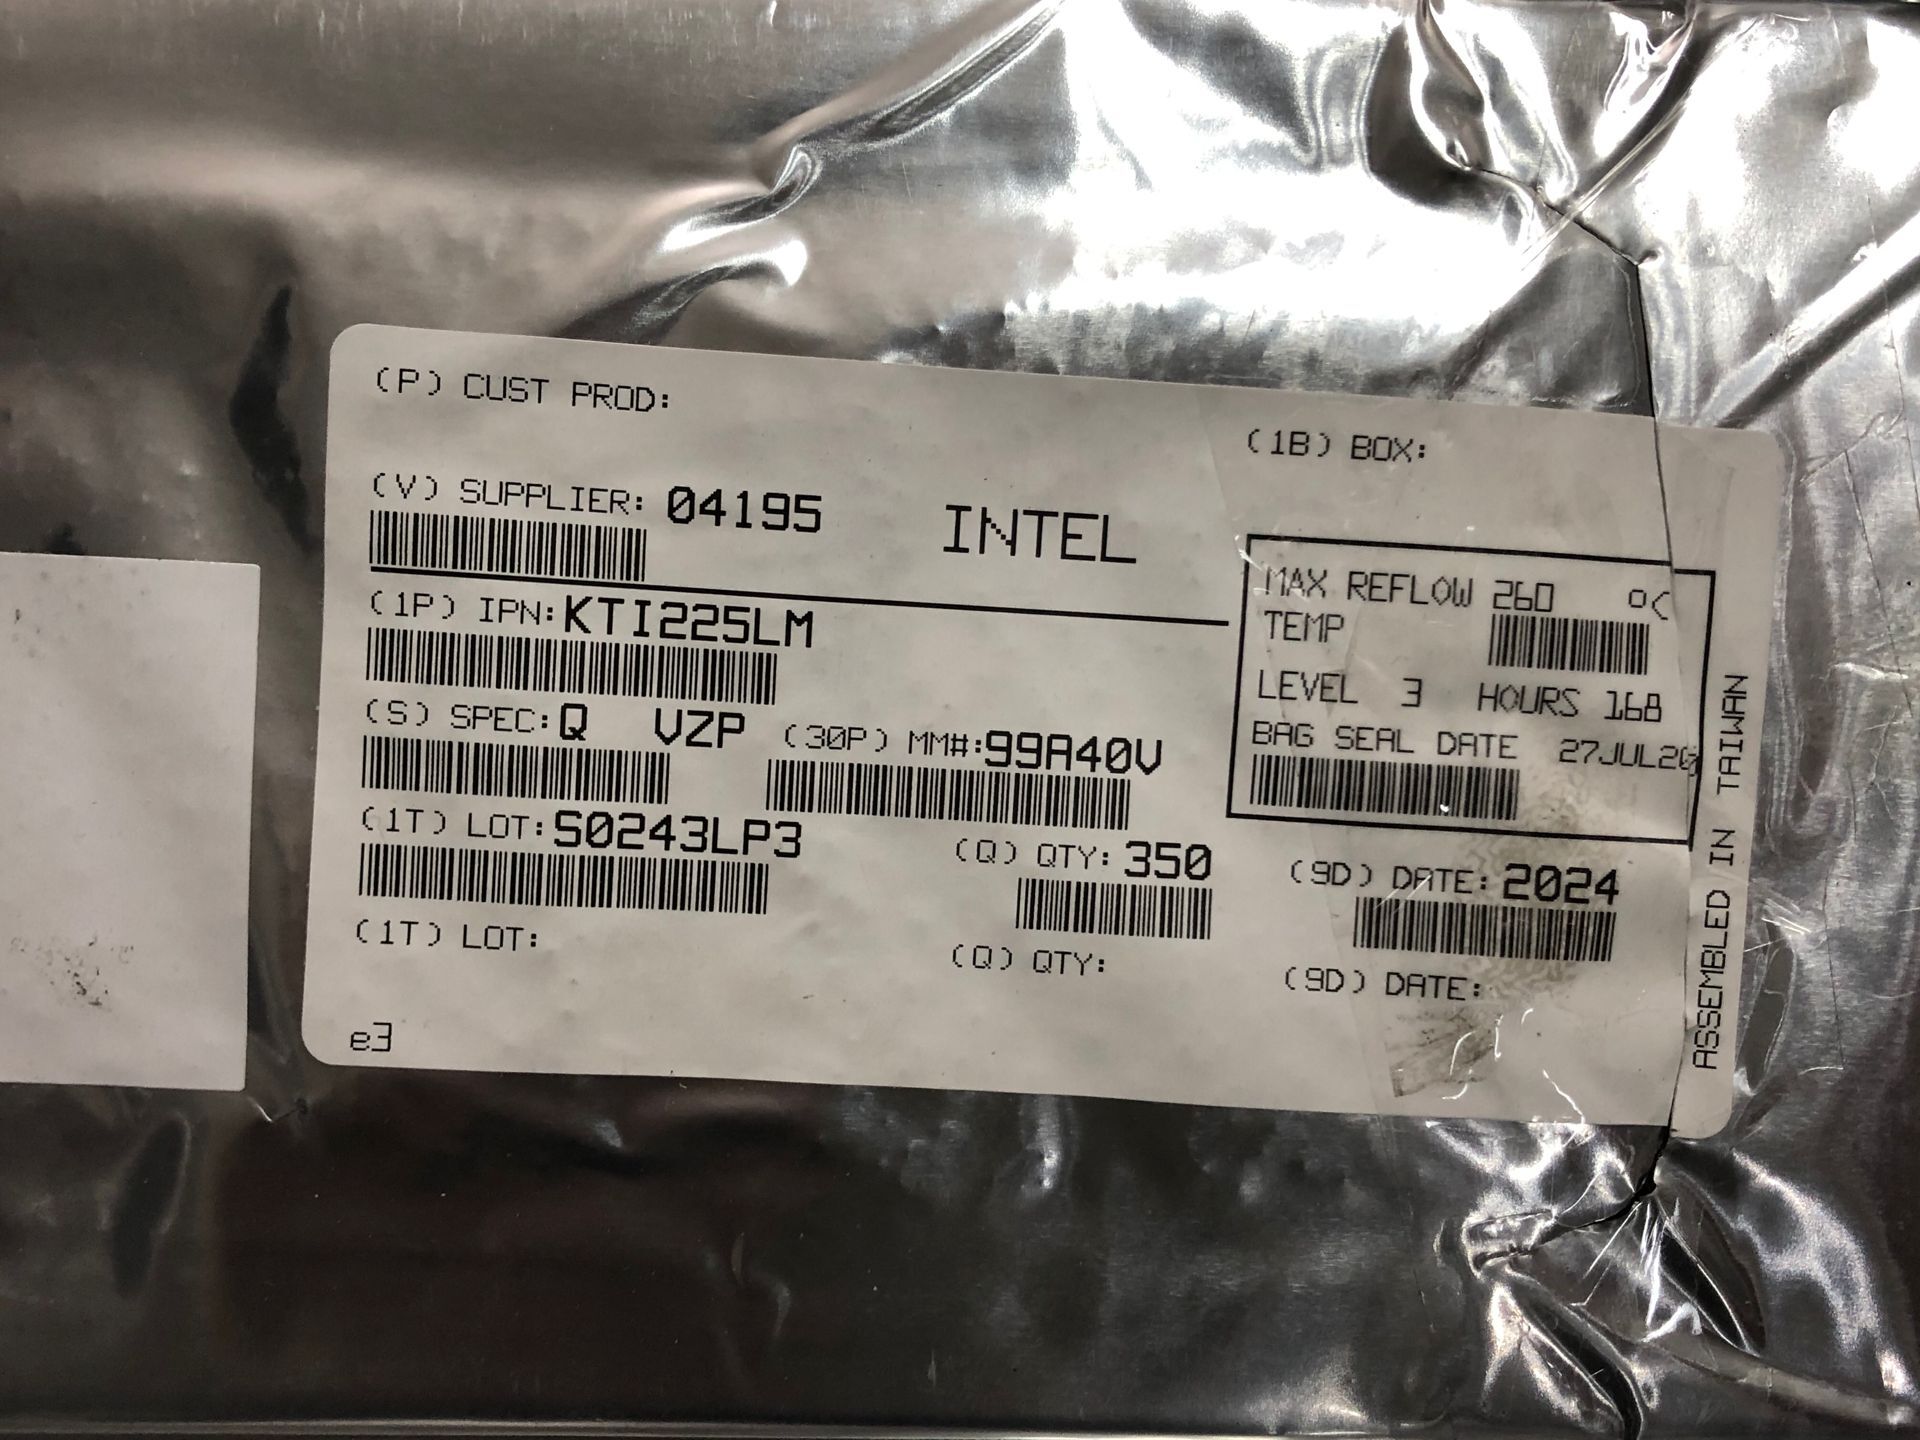 (P) CUST PROD:
(1B) BOX:
(V) SUPPLIER: 04195 INTEL
(1P) IPN: KTI225LM
MAX REFLOW 260 °C
TEMP
LEVEL 3 HOURS 168
BAG SEAL DATE 27JUL20
(S) SPEC: Q VZP (30P) MM#: 99A40V
(1T) LOT: S0243LP3 (Q) QTY: 350 (9D) DATE: 2024
(1T) LOT: (Q) QTY: (9D) DATE:
e3
ASSEMBLED IN TAIWAN